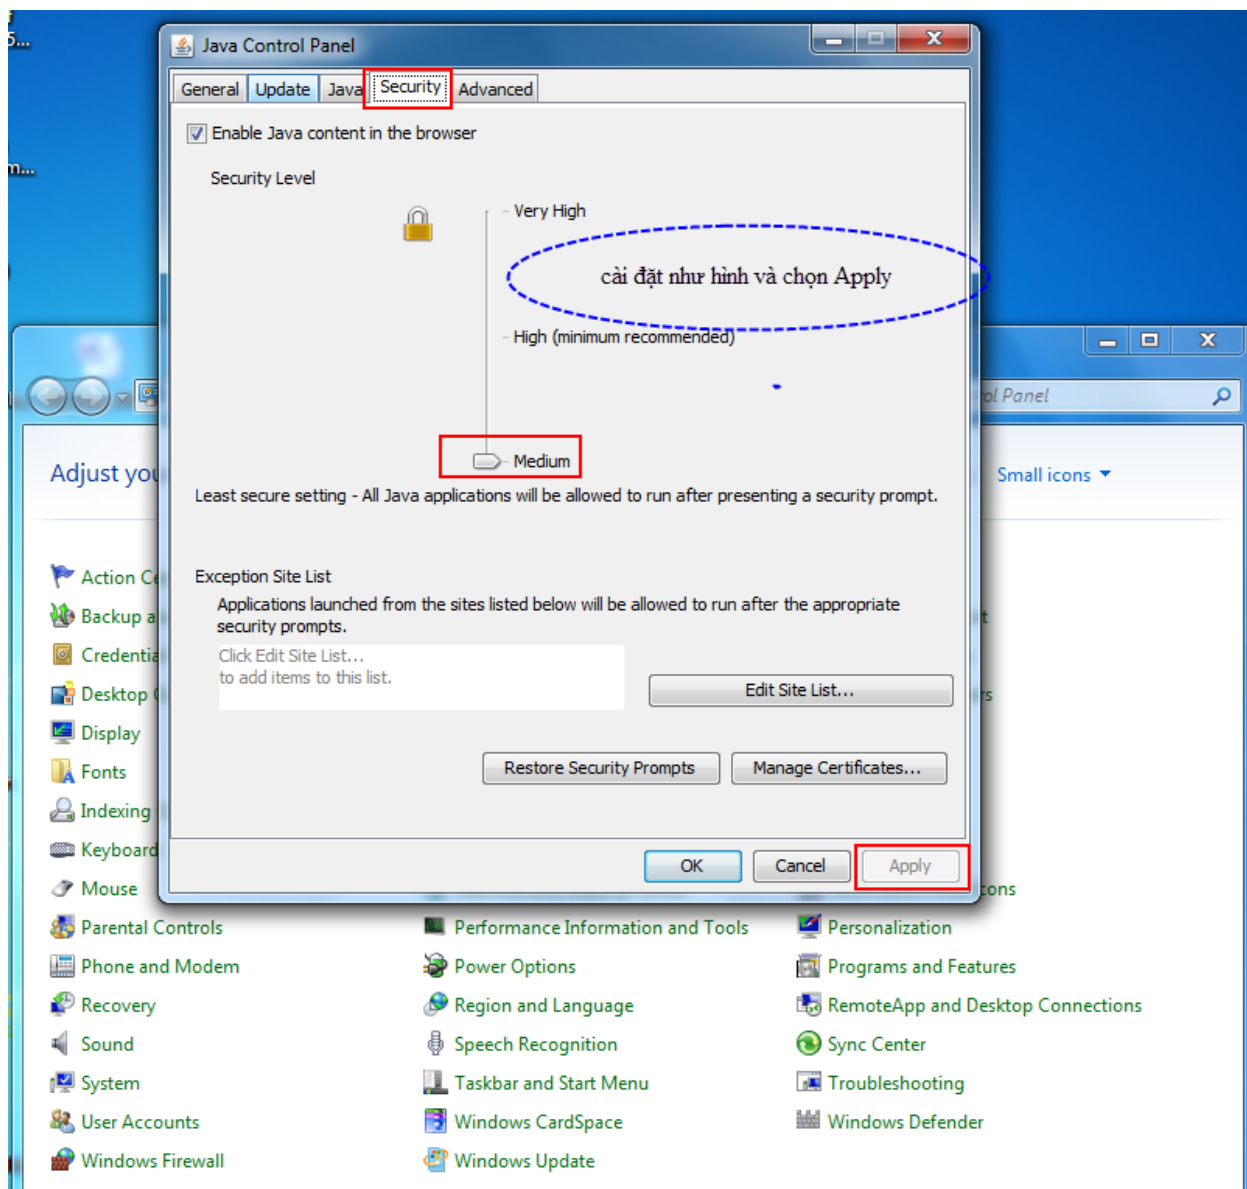 5...
m...
Java Control Panel
General Update Java Security Advanced
Enable Java content in the browser
Security Level
Very High
cài đặt như hình và chọn Apply
High (minimum recommended)
Medium
Least secure setting - All Java applications will be allowed to run after presenting a security prompt.
Exception Site List
Applications launched from the sites listed below will be allowed to run after the appropriate
security prompts.
Click Edit Site List...
to add items to this list.
Edit Site List...
Restore Security Prompts Manage Certificates...
OK Cancel Apply
Panel
Adjust you
Small icons
Action Ce
Backup a
Credentia
Desktop
Display
Fonts
Indexing
Keyboard
Mouse
cons
Parental Controls Performance Information and Tools Personalization
Phone and Modem Power Options Programs and Features
Recovery Region and Language RemoteApp and Desktop Connections
Sound Speech Recognition Sync Center
System Taskbar and Start Menu Troubleshooting
User Accounts Windows CardSpace Windows Defender
Windows Firewall Windows Update